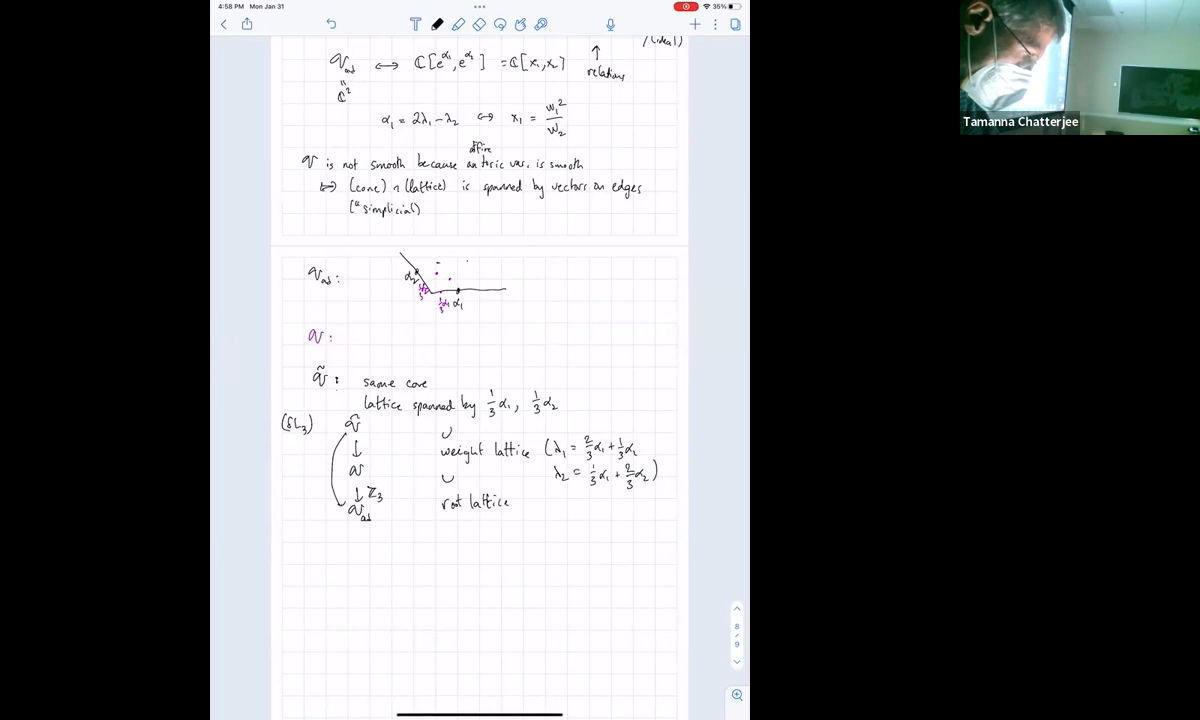 4:58 PM Mon Jan 31
35%
/(ideal)
𝒱_ad ⟷ ℂ[e^α₁, e^α₂] = ℂ[x₁, x₂] ↑ relations
"
ℂ²
α₁ = 2λ₁ - λ₂ ⟷ x₁ = w₁²/w₂
affine
𝒱 is not smooth because an toric var. is smooth
⟺ (cone) ∩ (lattice) is spanned by vectors on edges
("simplicial)
𝒱_ad :
α₂
1/3 α₁ α₁
𝒱 :
𝒱̃ : same cone
lattice spanned by 1/3 α₁, 1/3 α₂
(SL₃) 𝒱̃
↓ ∪
weight lattice (λ₁ = 2/3 α₁ + 1/3 α₂
𝒱 λ₂ = 1/3 α₁ + 2/3 α₂)
↓ ℤ₃ ∪
𝒱_ad root lattice
8 / 9
Tamanna Chatterjee